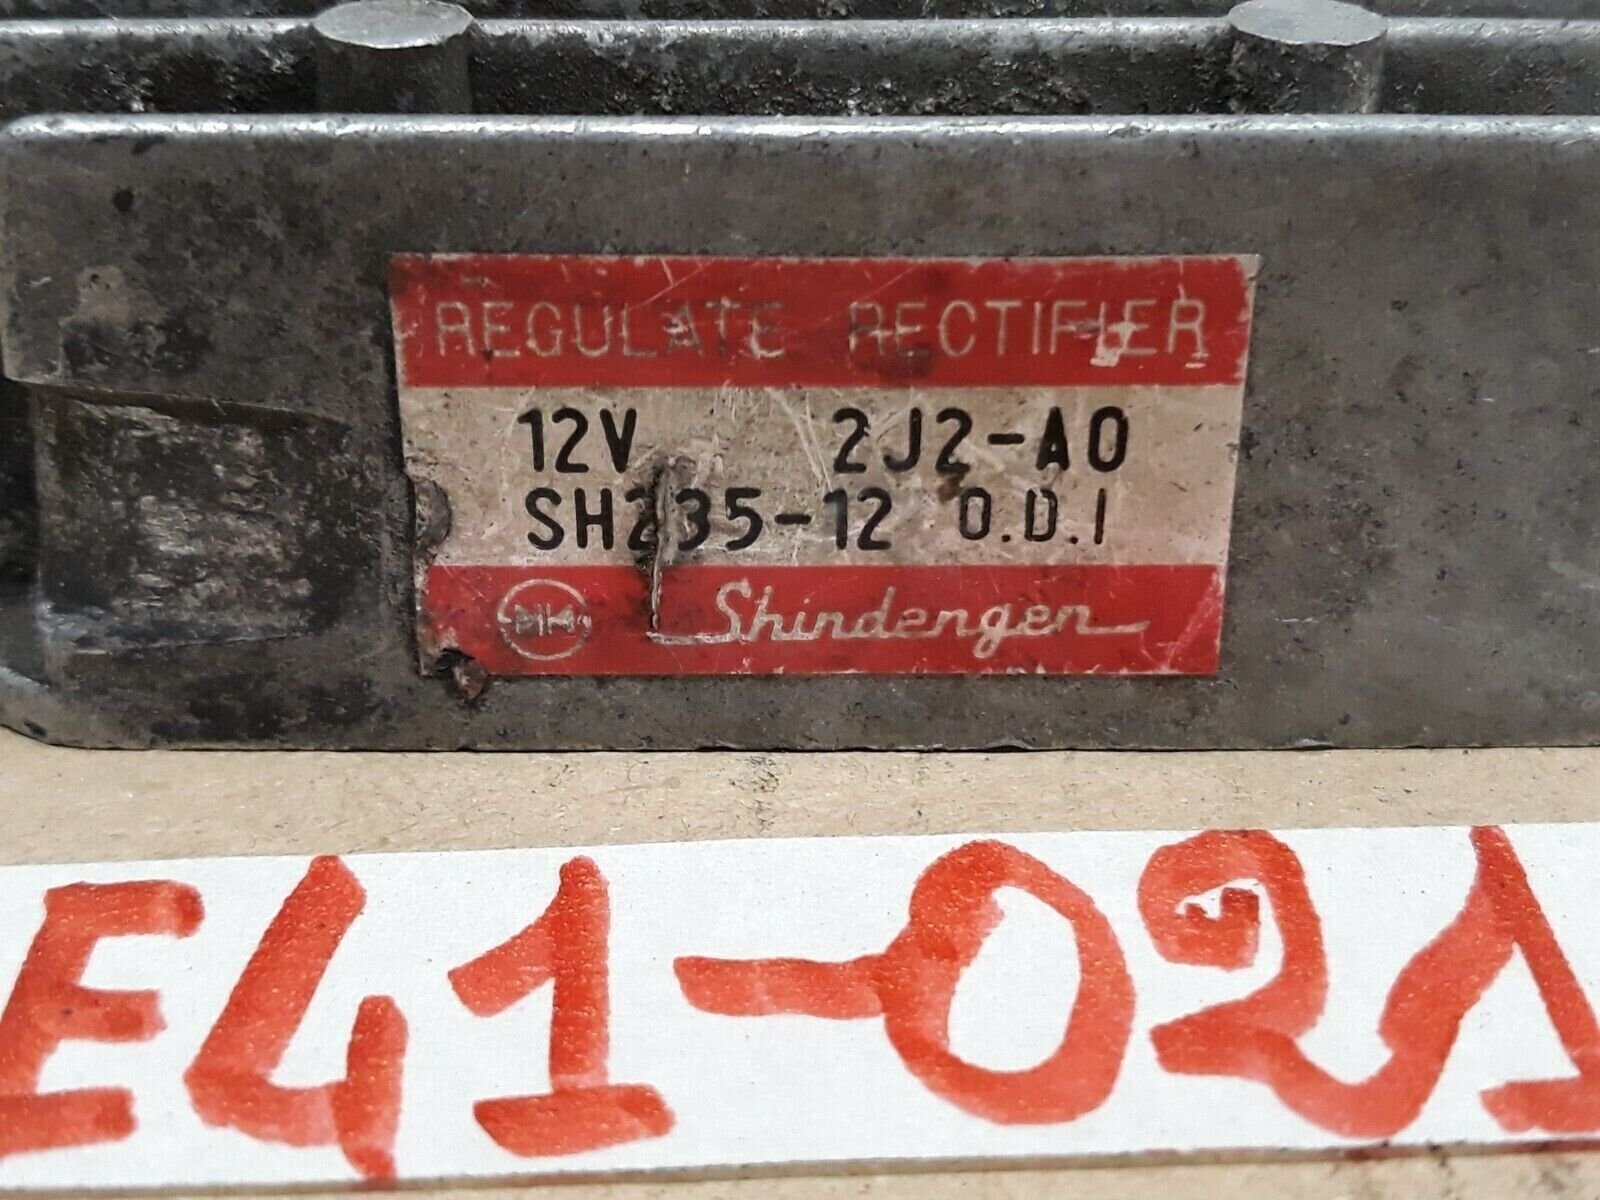 REGULATE RECTIFIER
12V 2J2-A0
SH235-12 O.D.I
Shindengen
E41-021